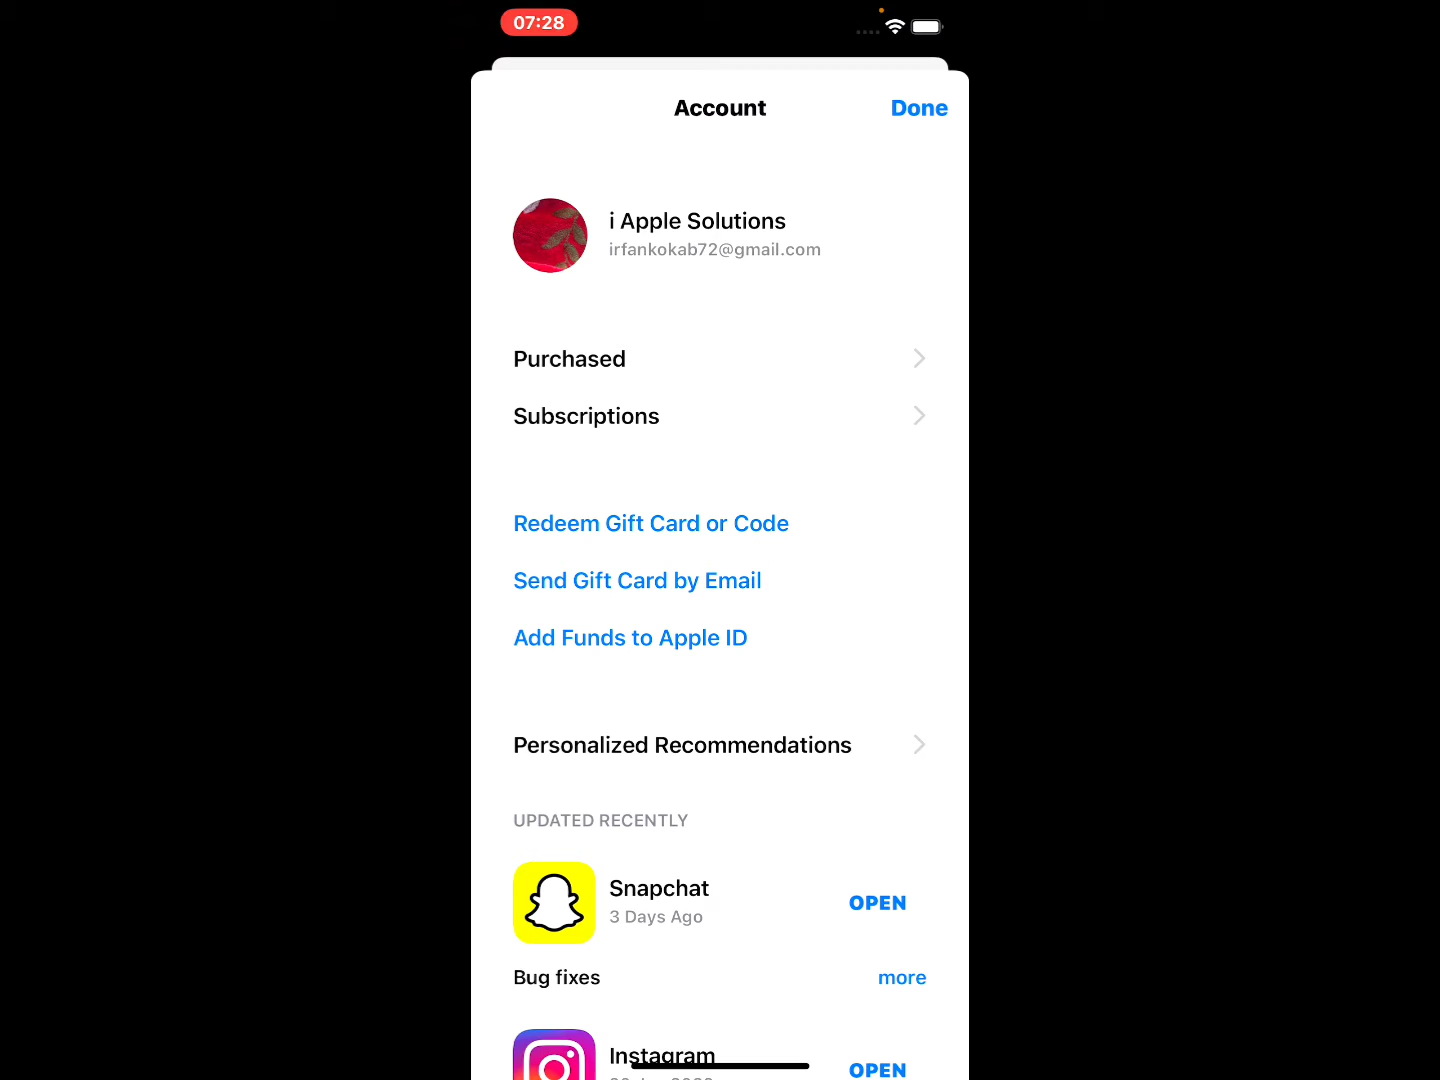 07:28
Account
Done
i Apple Solutions
irfankokab72@gmail.com
Purchased
Subscriptions
Redeem Gift Card or Code
Send Gift Card by Email
Add Funds to Apple ID
Personalized Recommendations
UPDATED RECENTLY
Snapchat
3 Days Ago
OPEN
Bug fixes
more
Instagram
OPEN